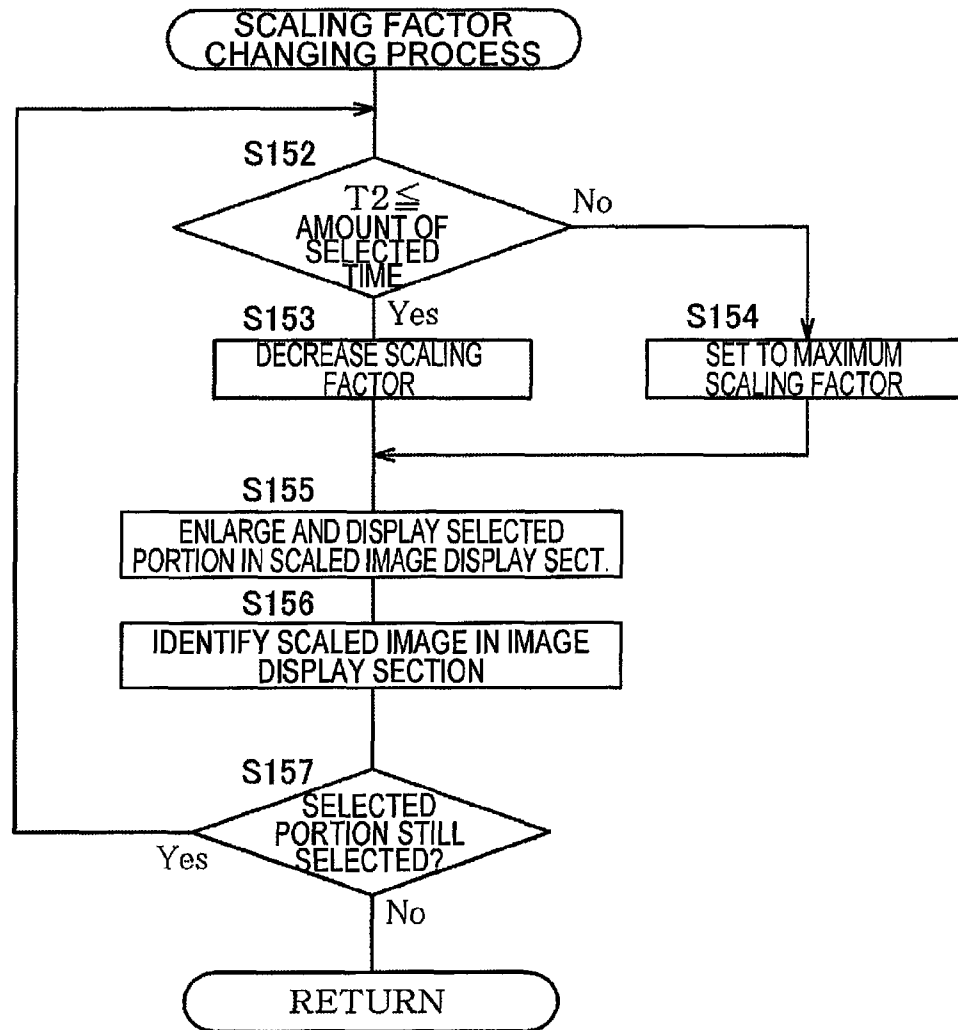 SCALING FACTOR
CHANGING PROCESS
S152
T2≦
AMOUNT OF
SELECTED
TIME
No
Yes
S153
DECREASE SCALING
FACTOR
S154
SET TO MAXIMUM
SCALING FACTOR
S155
ENLARGE AND DISPLAY SELECTED
PORTION IN SCALED IMAGE DISPLAY SECT.
S156
IDENTIFY SCALED IMAGE IN IMAGE
DISPLAY SECTION
S157
SELECTED
PORTION STILL
SELECTED?
Yes
No
RETURN